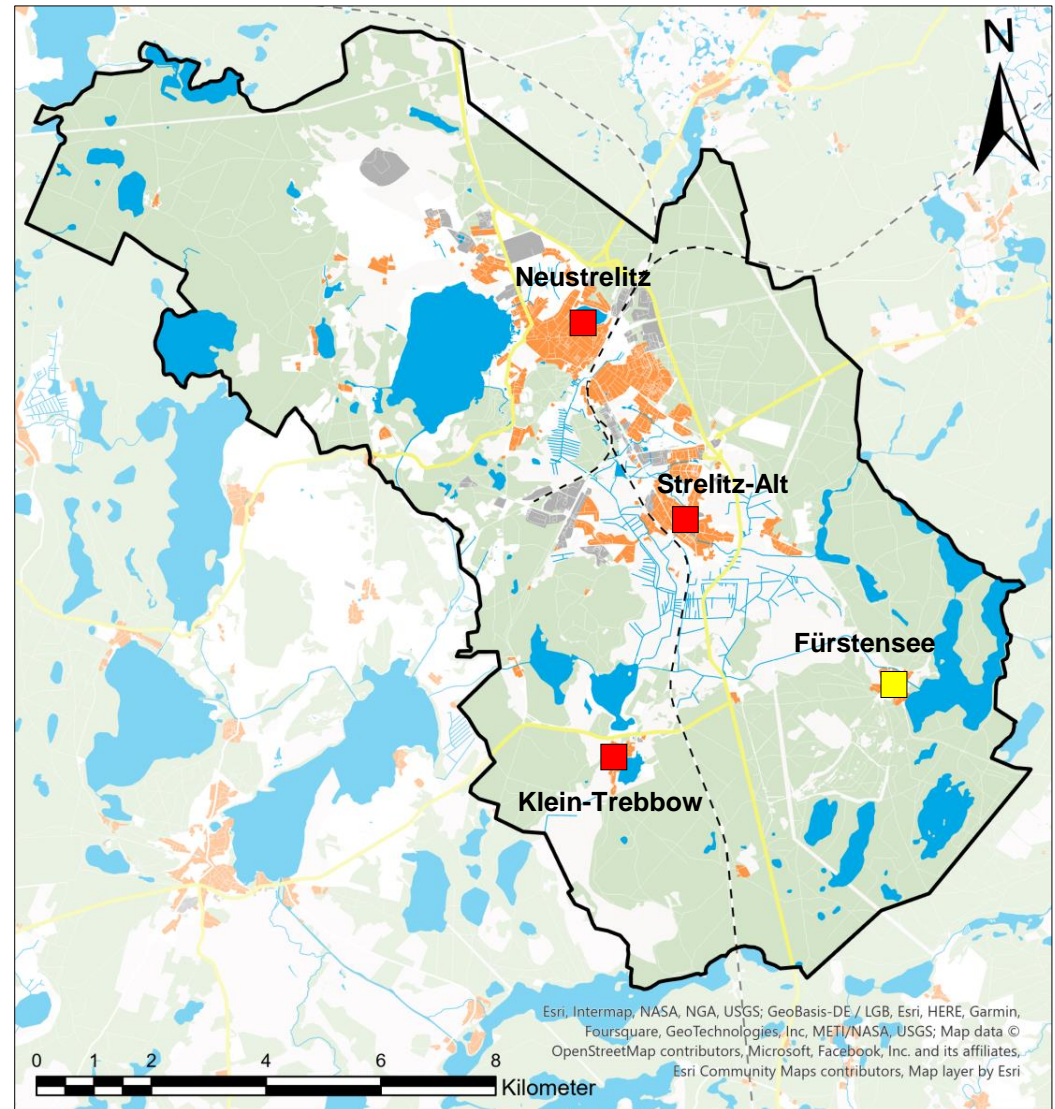 N
Neustrelitz
Strelitz-Alt
Fürstensee
Klein-Trebbow
Esri, Intermap, NASA, NGA, USGS; GeoBasis-DE / LGB, Esri, HERE, Garmin,
Foursquare, GeoTechnologies, Inc, METI/NASA, USGS; Map data ©
OpenStreetMap contributors, Microsoft, Facebook, Inc. and its affiliates,
Esri Community Maps contributors, Map layer by Esri
0 1 2 4 6 8
Kilometer